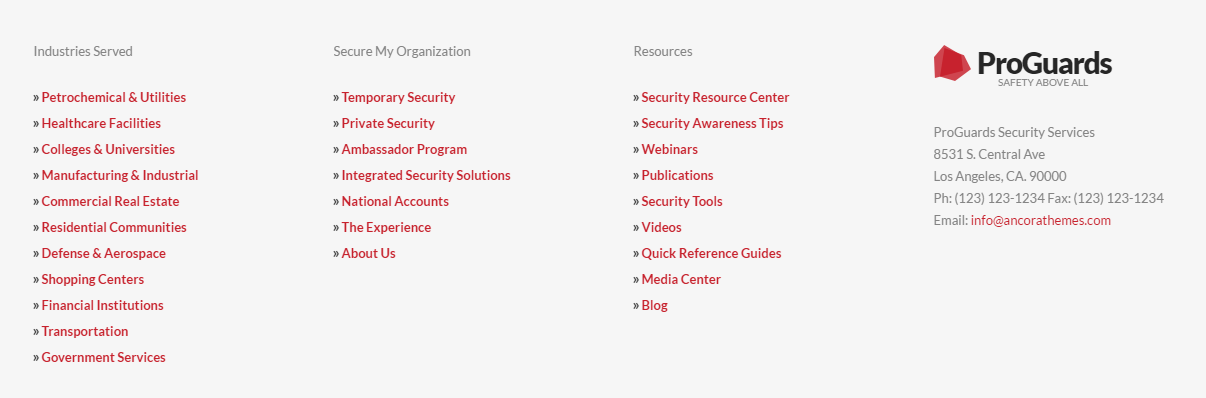 Industries Served
» Petrochemical & Utilities
» Healthcare Facilities
» Colleges & Universities
» Manufacturing & Industrial
» Commercial Real Estate
» Residential Communities
» Defense & Aerospace
» Shopping Centers
» Financial Institutions
» Transportation
» Government Services
Secure My Organization
» Temporary Security
» Private Security
» Ambassador Program
» Integrated Security Solutions
» National Accounts
» The Experience
» About Us
Resources
» Security Resource Center
» Security Awareness Tips
» Webinars
» Publications
» Security Tools
» Videos
» Quick Reference Guides
» Media Center
» Blog
ProGuards
SAFETY ABOVE ALL
ProGuards Security Services
8531 S. Central Ave
Los Angeles, CA. 90000
Ph: (123) 123-1234 Fax: (123) 123-1234
Email: info@ancorathemes.com